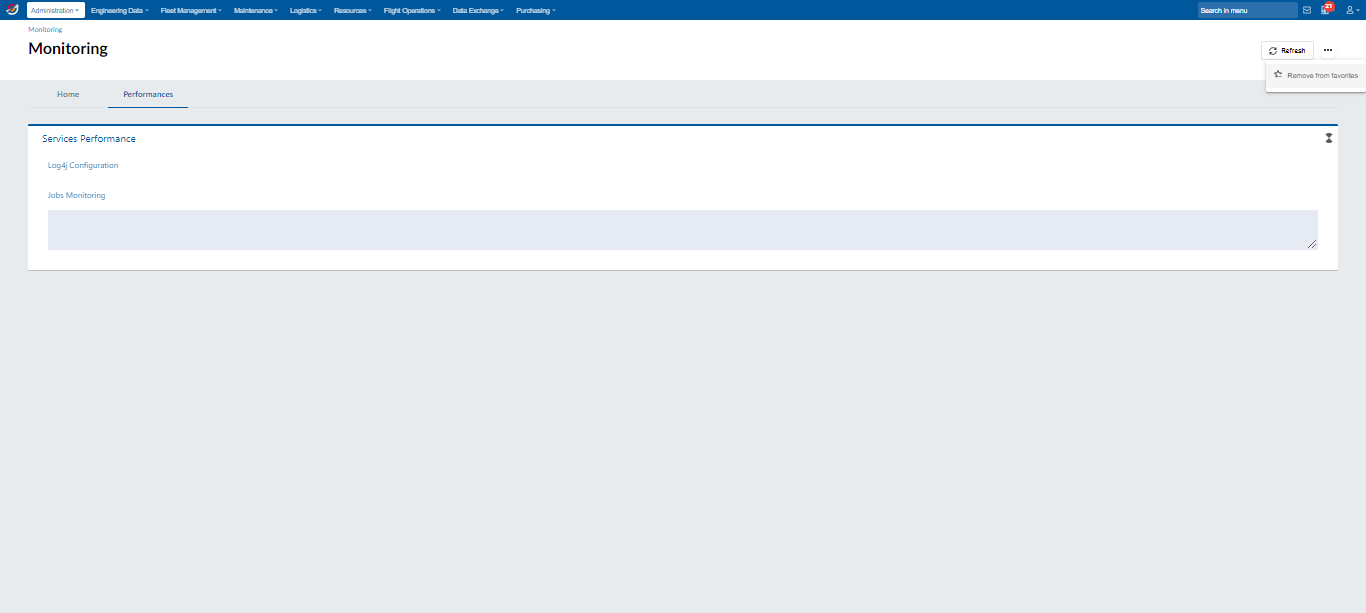 Administration Engineering Data Fleet Management Maintenance Logistics Resources Flight Operations Data Exchange Purchasing Search in menu 21
Monitoring
Monitoring
Refresh
Remove from favorites
Home Performances
Services Performance
Log4j Configuration
Jobs Monitoring